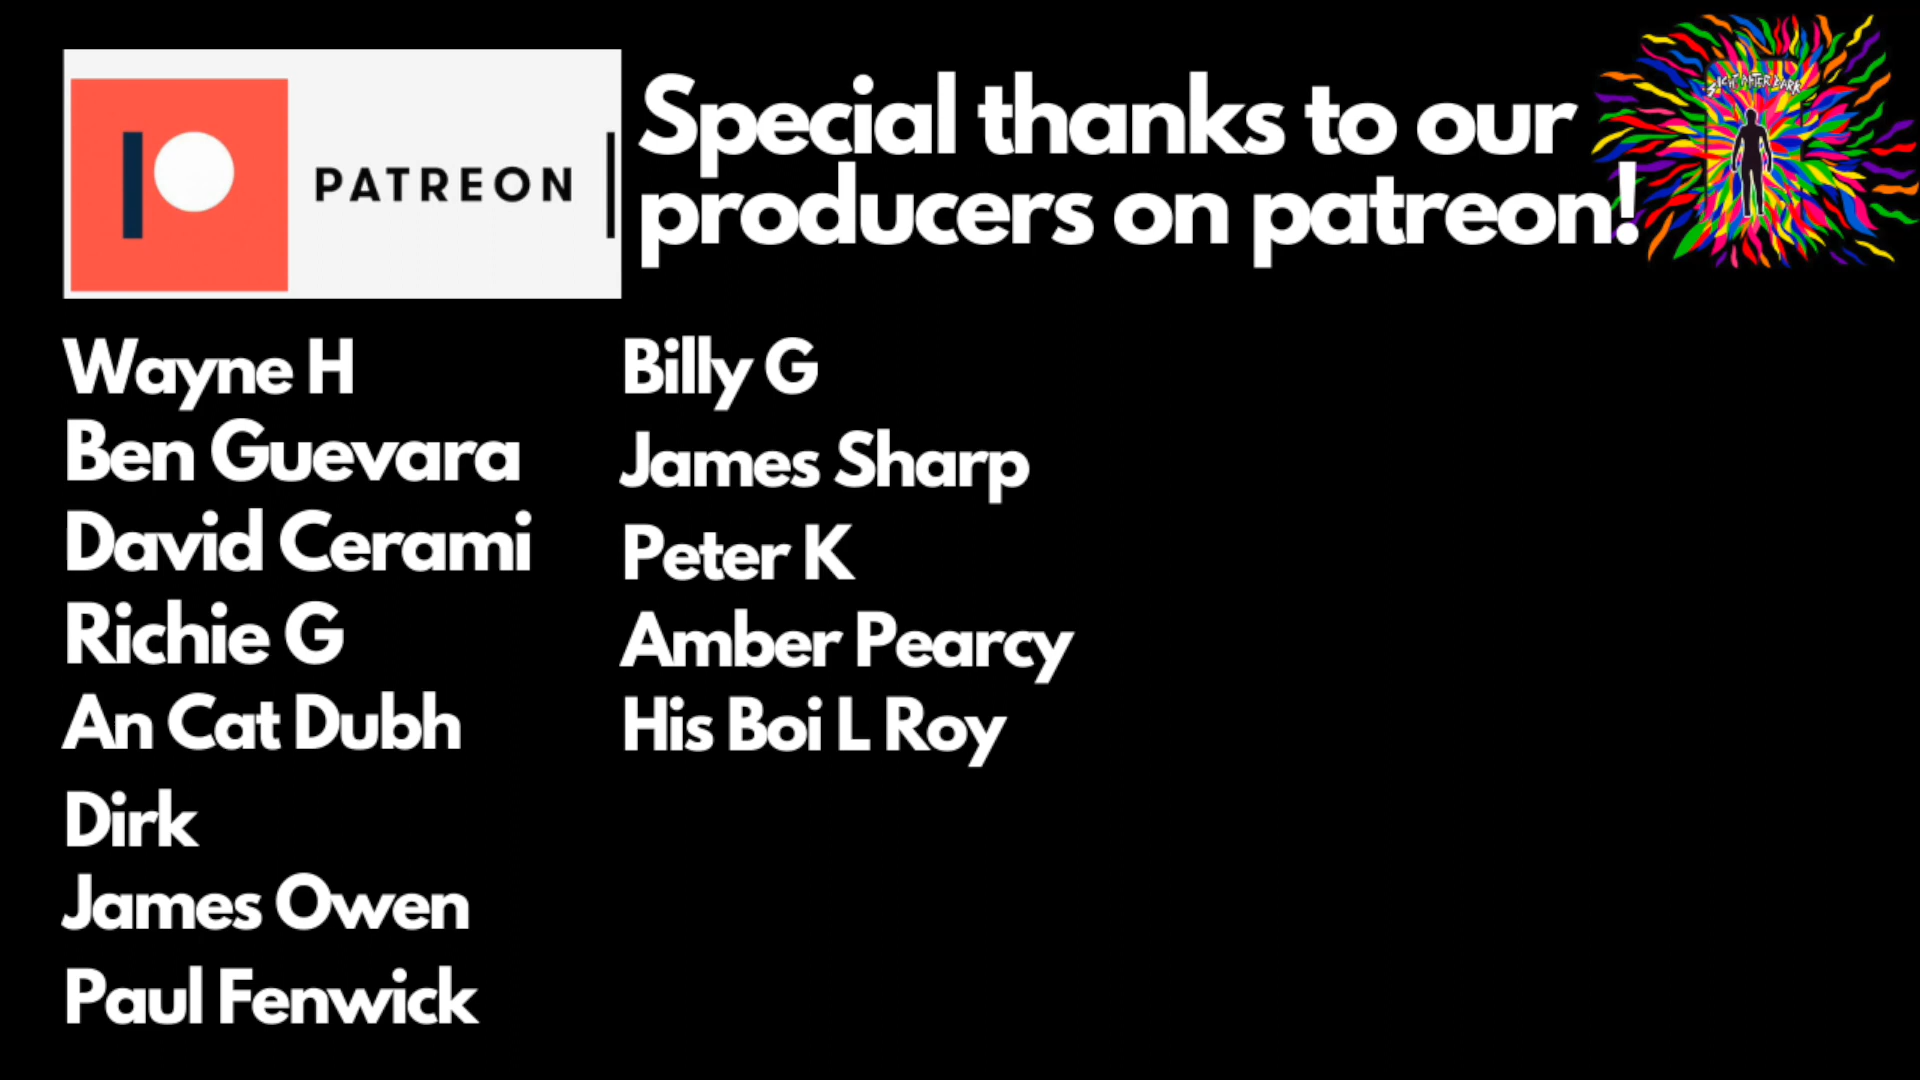 PATREON
Special thanks to our
producers on patreon!
Wayne H
Ben Guevara
David Cerami
Richie G
An Cat Dubh
Dirk
James Owen
Paul Fenwick
Billy G
James Sharp
Peter K
Amber Pearcy
His Boi L Roy